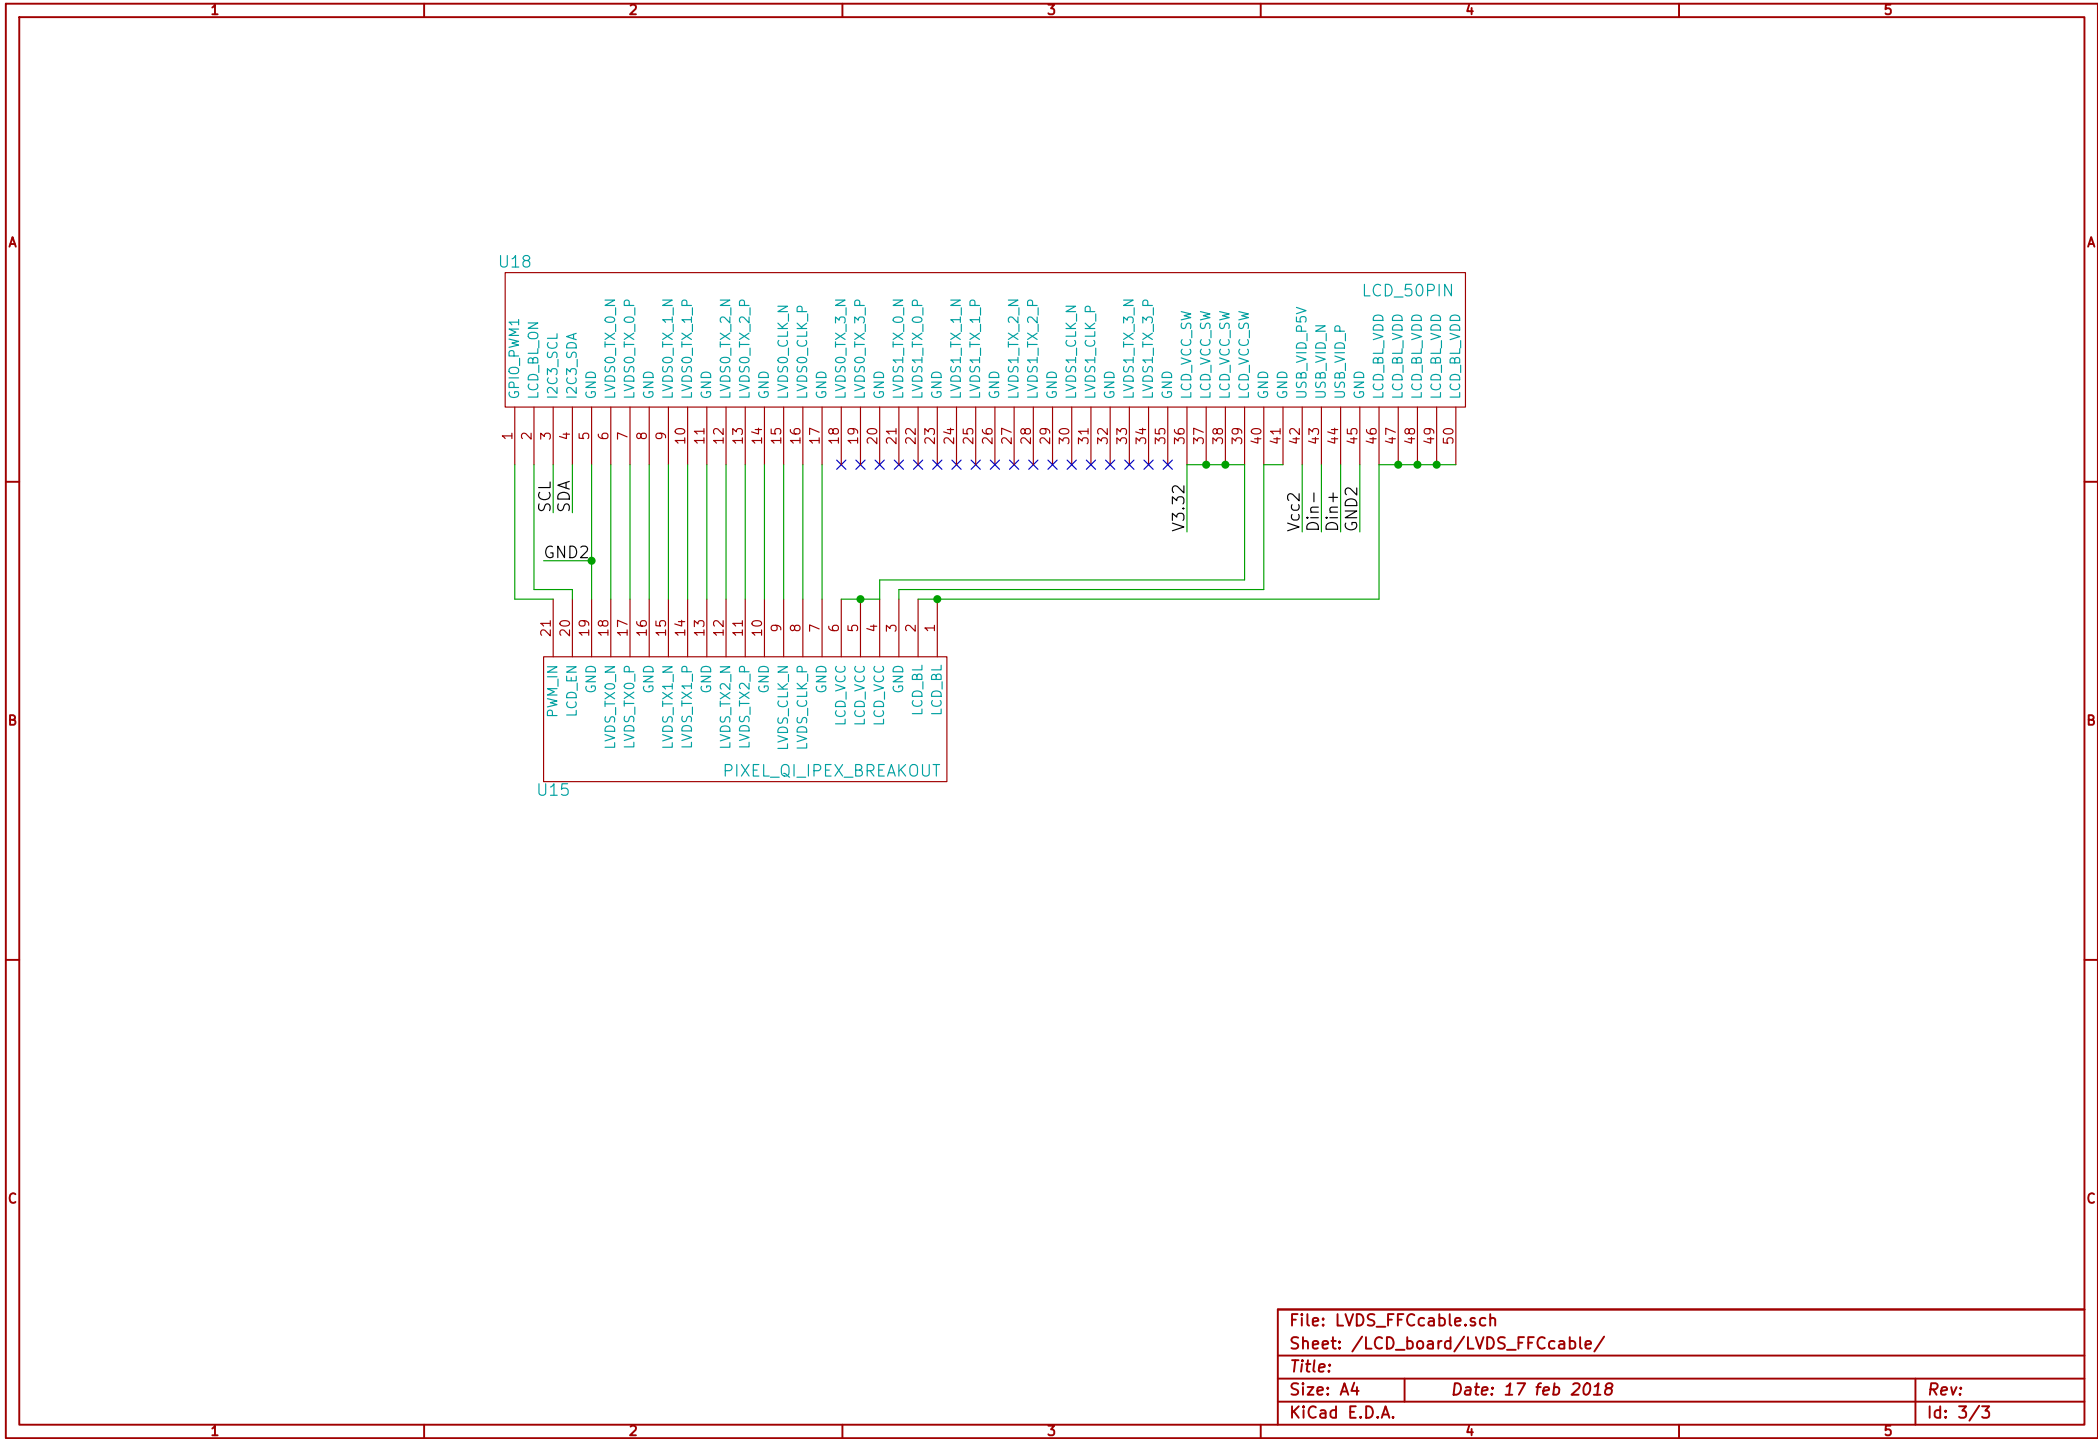 1 2 3 4 5
A A
U18
LCD_50PIN
GPIO_PWM1
LCD_BL_ON
I2C3_SCL
I2C3_SDA
GND
LVDS0_TX_0_N
LVDS0_TX_0_P
GND
LVDS0_TX_1_N
LVDS0_TX_1_P
GND
LVDS0_TX_2_N
LVDS0_TX_2_P
GND
LVDS0_CLK_N
LVDS0_CLK_P
GND
LVDS0_TX_3_N
LVDS0_TX_3_P
GND
LVDS1_TX_0_N
LVDS1_TX_0_P
GND
LVDS1_TX_1_N
LVDS1_TX_1_P
GND
LVDS1_TX_2_N
LVDS1_TX_2_P
GND
LVDS1_CLK_N
LVDS1_CLK_P
GND
LVDS1_TX_3_N
LVDS1_TX_3_P
GND
LCD_VCC_SW
LCD_VCC_SW
LCD_VCC_SW
LCD_VCC_SW
GND
GND
USB_VID_P5V
USB_VID_N
USB_VID_P
GND
LCD_BL_VDD
LCD_BL_VDD
LCD_BL_VDD
LCD_BL_VDD
LCD_BL_VDD
1 2 3 4 5 6 7 8 9 10 11 12 13 14 15 16 17 18 19 20 21 22 23 24 25 26 27 28 29 30 31 32 33 34 35 36 37 38 39 40 41 42 43 44 45 46 47 48 49 50
SCL
SDA
V3.32
Vcc2
Din-
Din+
GND2
GND2
21 20 19 18 17 16 15 14 13 12 11 10 9 8 7 6 5 4 3 2 1
PWM_IN
LCD_EN
GND
LVDS_TX0_N
LVDS_TX0_P
GND
LVDS_TX1_N
LVDS_TX1_P
GND
LVDS_TX2_N
LVDS_TX2_P
GND
LVDS_CLK_N
LVDS_CLK_P
GND
LCD_VCC
LCD_VCC
LCD_VCC
GND
LCD_BL
LCD_BL
PIXEL_QI_IPEX_BREAKOUT
U15
B B
C C
File: LVDS_FFCcable.sch
Sheet: /LCD_board/LVDS_FFCcable/
Title:
Size: A4 Date: 17 feb 2018 Rev:
KiCad E.D.A. Id: 3/3
1 2 3 4 5